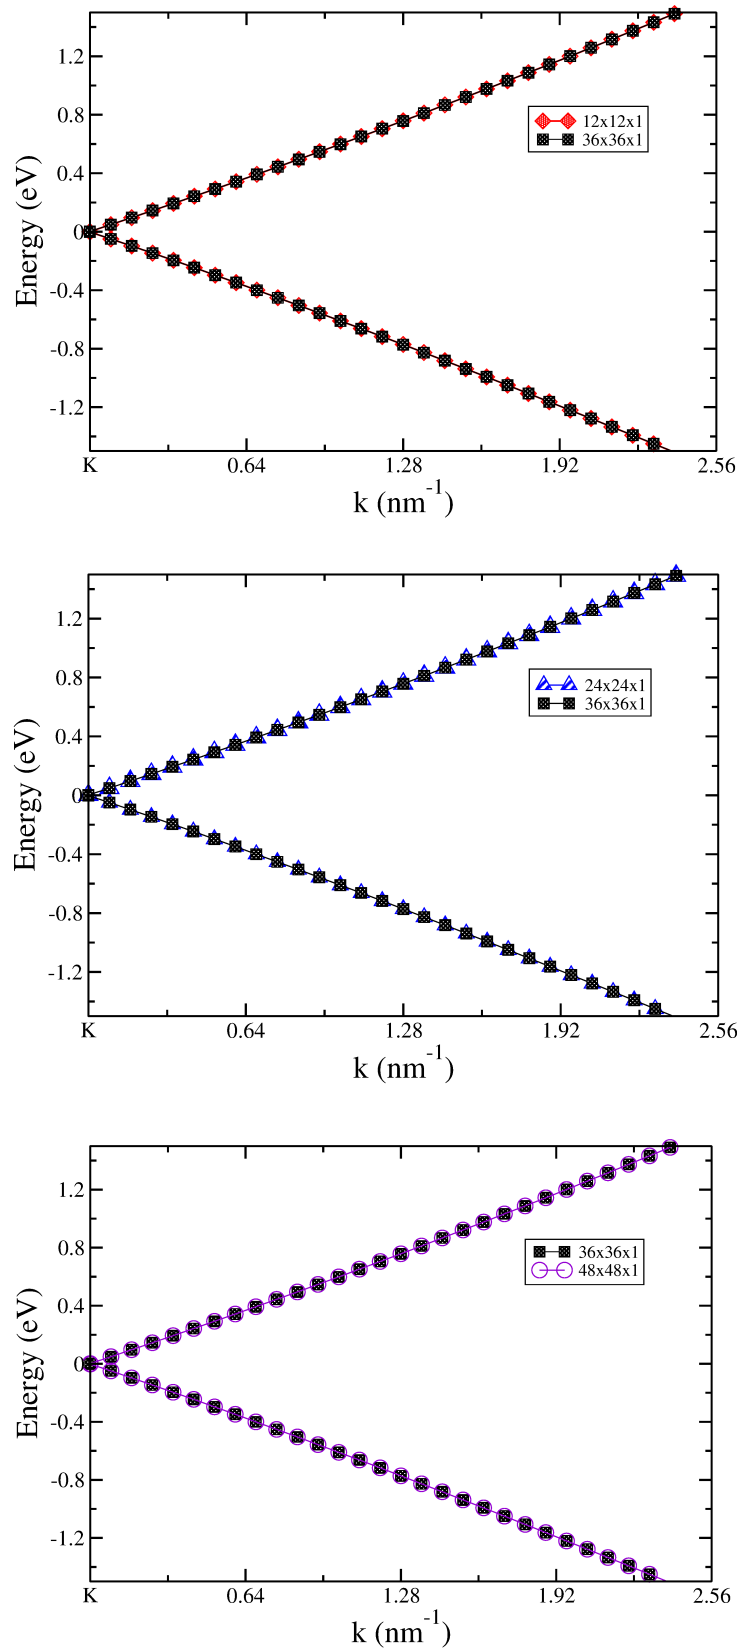 1.2
0.8
0.4
0
-0.4
-0.8
-1.2
Energy (eV)
12x12x1
36x36x1
K 0.64 1.28 1.92 2.56
k (nm⁻¹)
1.2
0.8
0.4
0
-0.4
-0.8
-1.2
Energy (eV)
24x24x1
36x36x1
K 0.64 1.28 1.92 2.56
k (nm⁻¹)
1.2
0.8
0.4
0
-0.4
-0.8
-1.2
Energy (eV)
36x36x1
48x48x1
K 0.64 1.28 1.92 2.56
k (nm⁻¹)